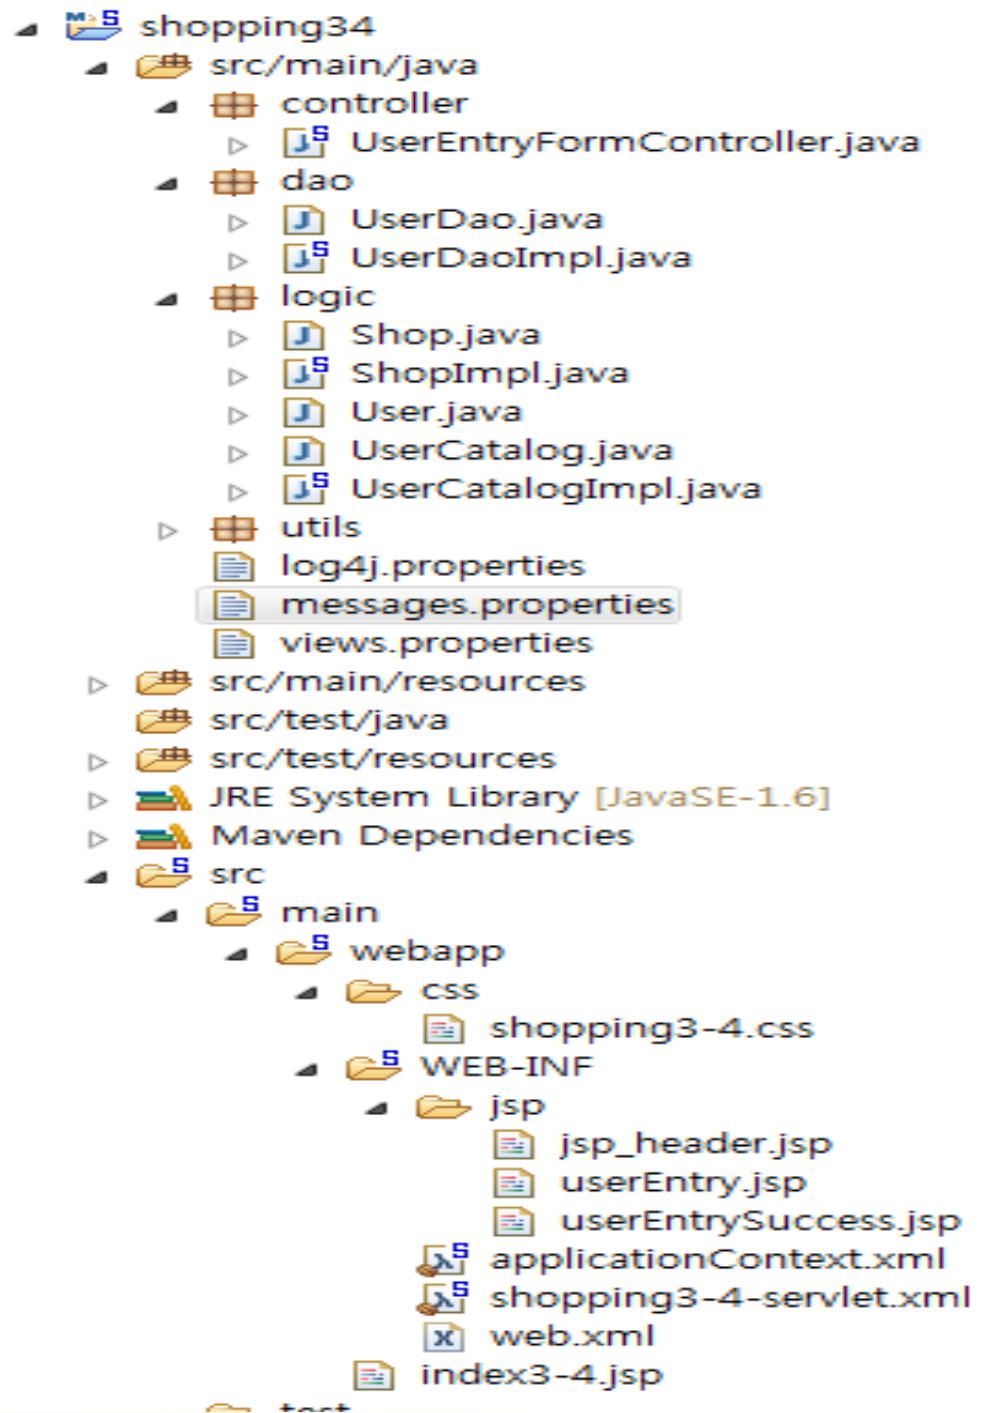 shopping34
src/main/java
controller
UserEntryFormController.java
dao
UserDao.java
UserDaoImpl.java
logic
Shop.java
ShopImpl.java
User.java
UserCatalog.java
UserCatalogImpl.java
utils
log4j.properties
messages.properties
views.properties
src/main/resources
src/test/java
src/test/resources
JRE System Library [JavaSE-1.6]
Maven Dependencies
src
main
webapp
css
shopping3-4.css
WEB-INF
jsp
jsp_header.jsp
userEntry.jsp
userEntrySuccess.jsp
applicationContext.xml
shopping3-4-servlet.xml
web.xml
index3-4.jsp
test